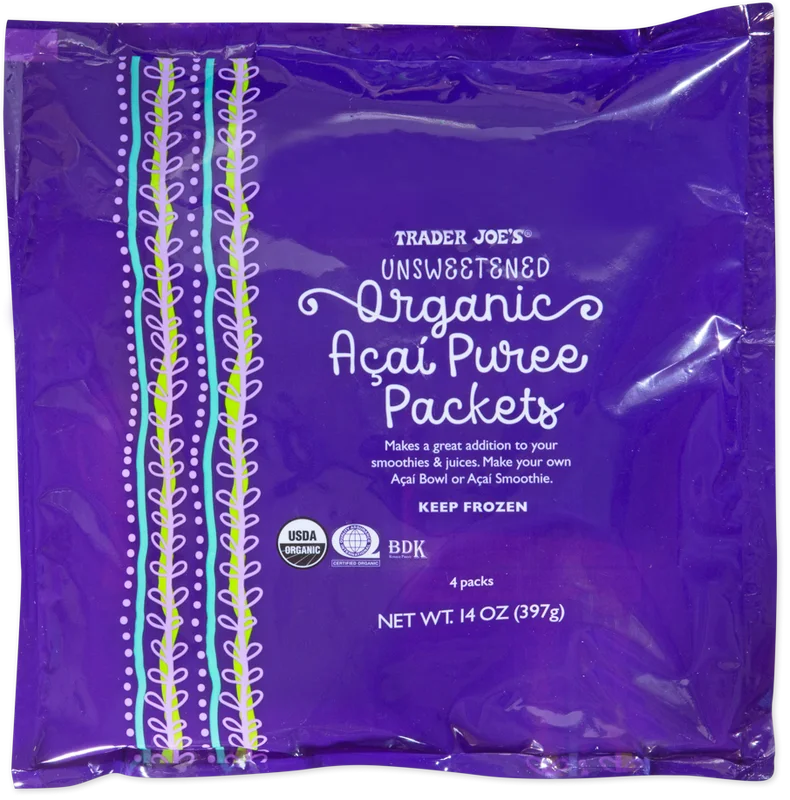 TRADER JOE'S®
UNSWEETENED
Organic
Açaí Puree
Packets
Makes a great addition to your
smoothies & juices. Make your own
Açaí Bowl or Açaí Smoothie.
KEEP FROZEN
USDA
ORGANIC
CERTIFIED ORGANIC
BDK
4 packs
NET WT. 14 OZ (397g)